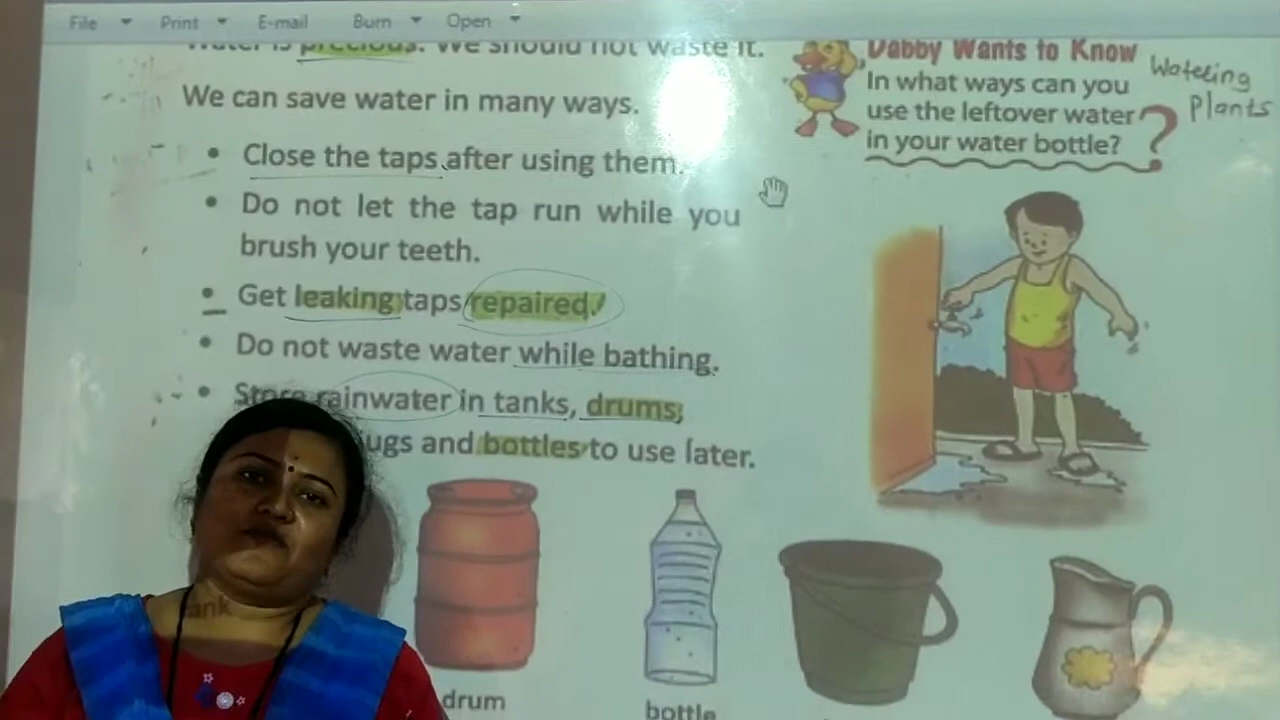 File Print E-mail Burn Open
Water is precious. We should not waste it.
We can save water in many ways.
• Close the taps after using them.
• Do not let the tap run while you
brush your teeth.
• Get leaking taps repaired.
• Do not waste water while bathing.
• Store rainwater in tanks, drums,
ugs and bottles to use later.
Dabby Wants to Know
In what ways can you
use the leftover water
in your water bottle?
Watering
Plants
?
tank
drum
bottle